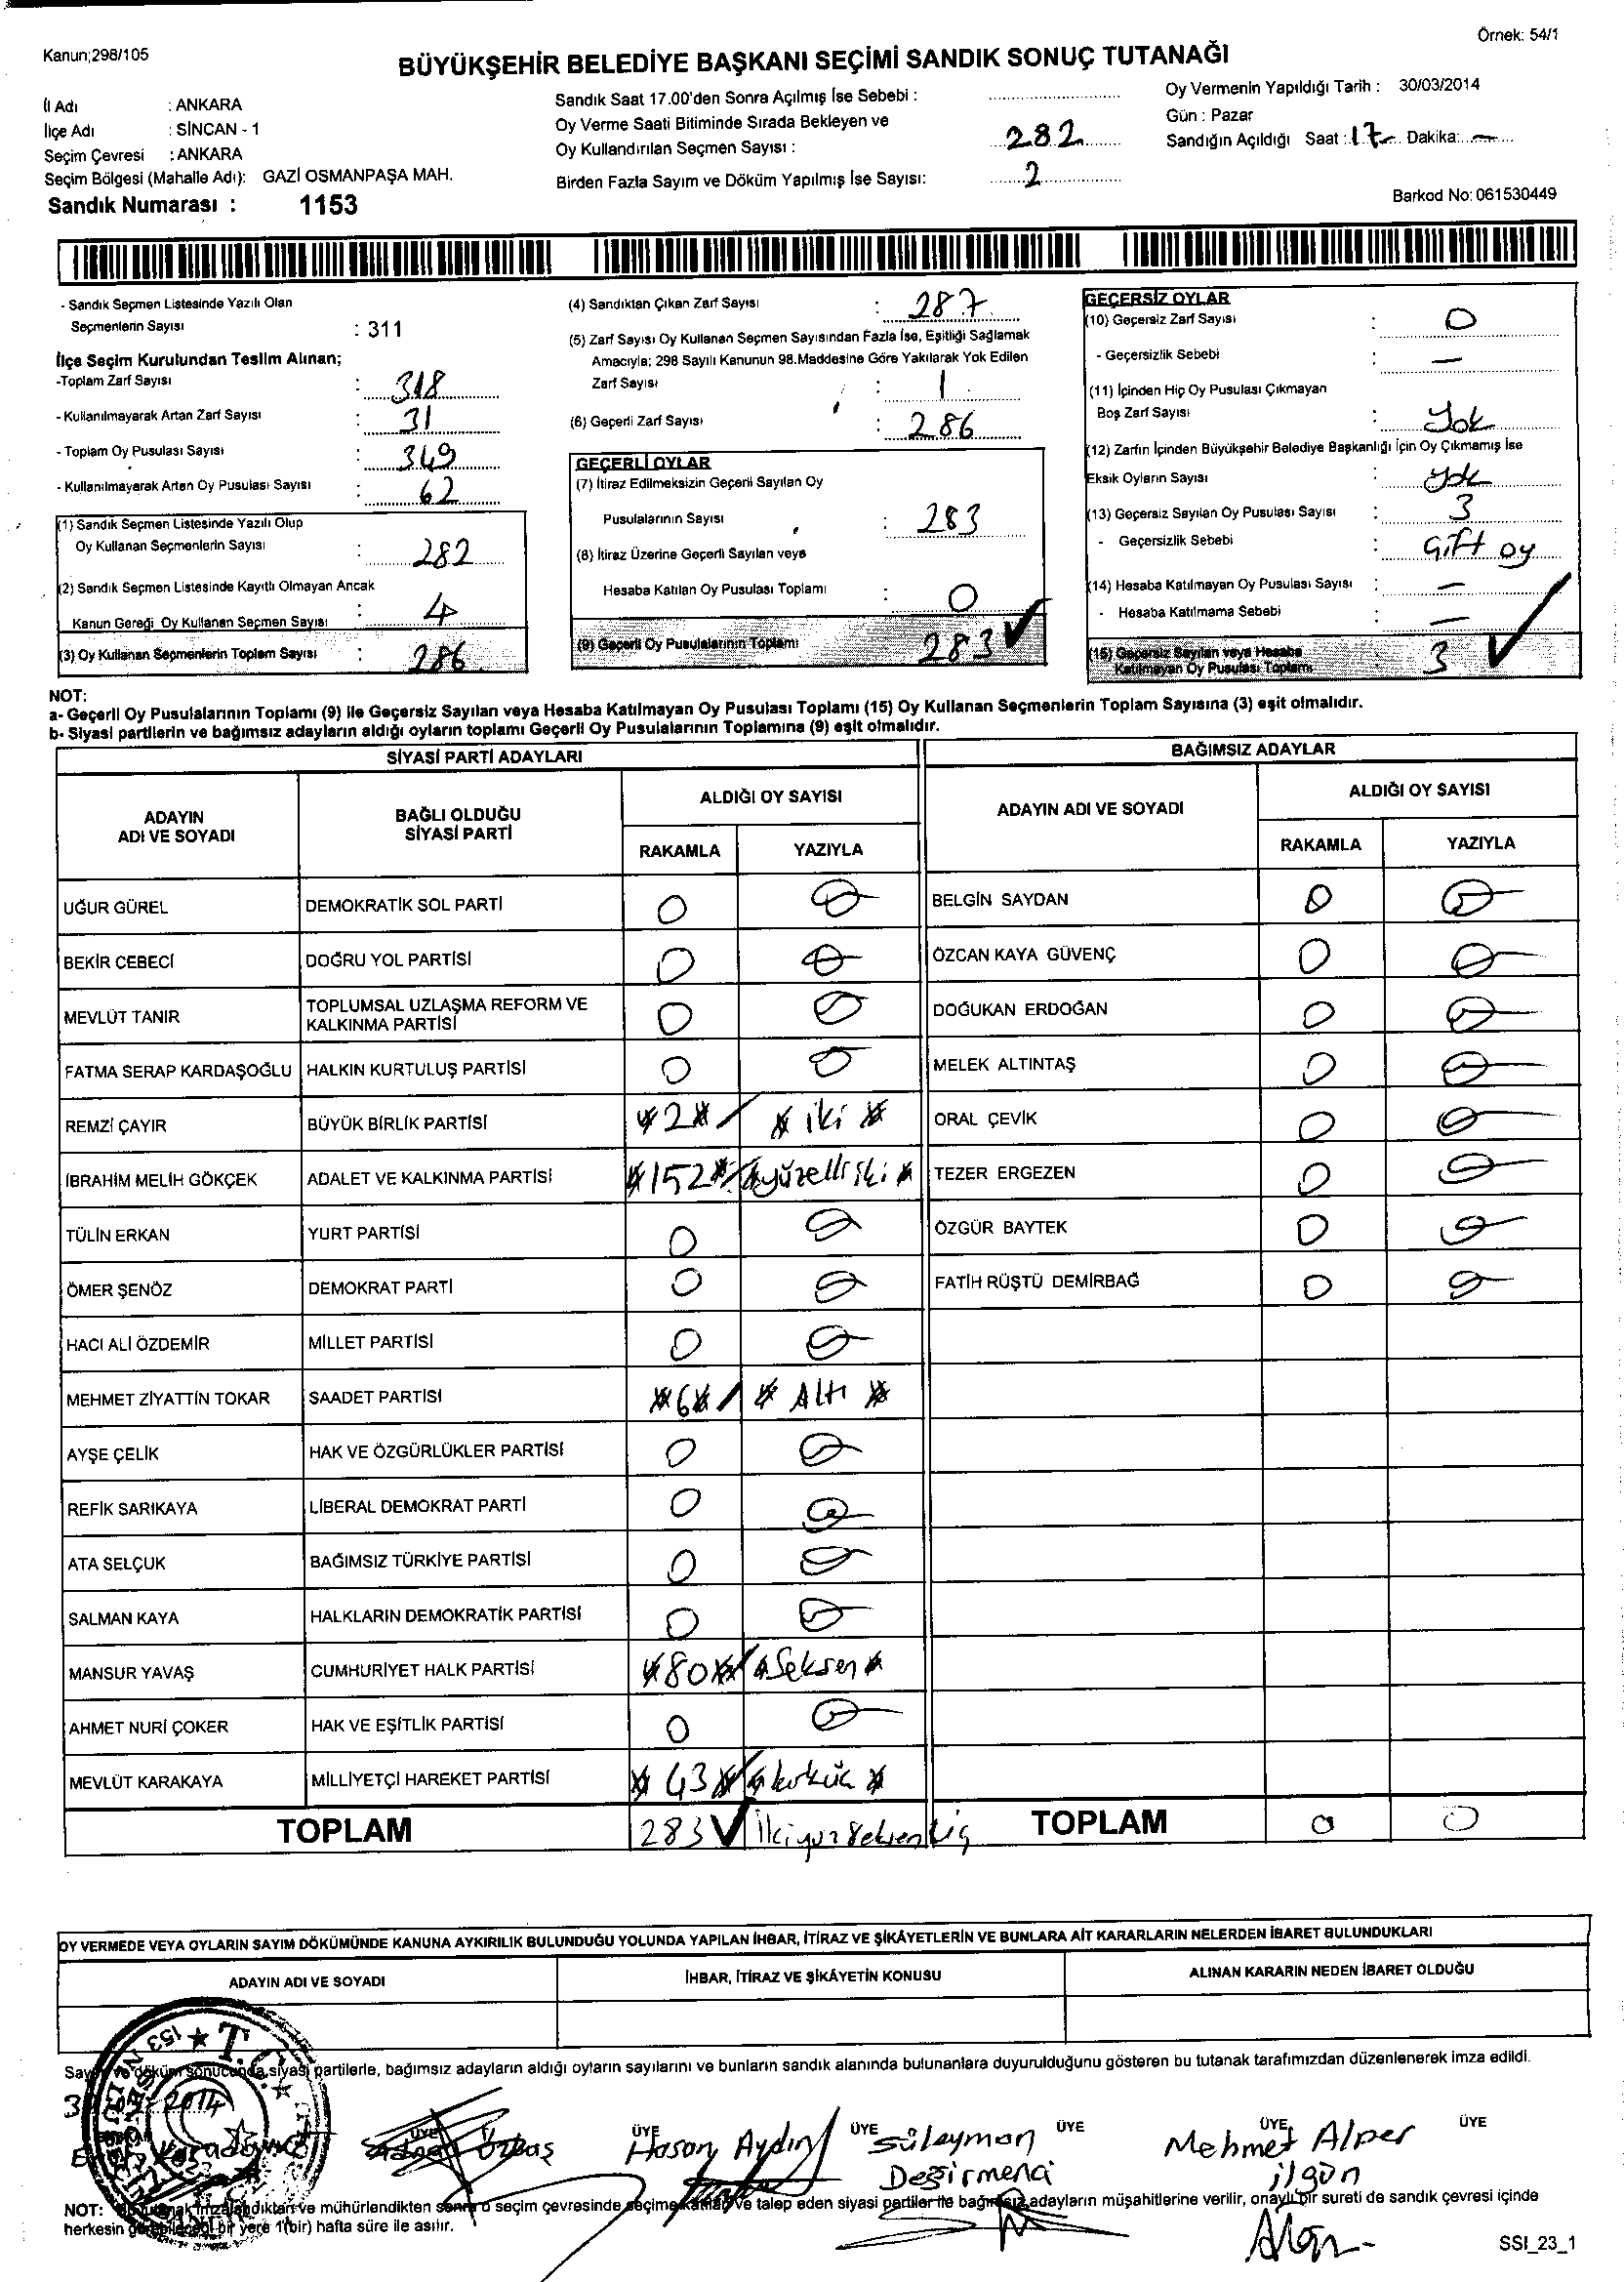 Örnek: 54/1
Kanun;298/105
BÜYÜKŞEHİR BELEDİYE BAŞKANI SEÇİMİ SANDIK SONUÇ TUTANAĞI
İl Adı : ANKARA
İlçe Adı : SİNCAN - 1
Seçim Çevresi : ANKARA
Seçim Bölgesi (Mahalle Adı): GAZİ OSMANPAŞA MAH.
Sandık Numarası : 1153
Sandık Saat 17.00'den Sonra Açılmış İse Sebebi :
Oy Verme Saati Bitiminde Sırada Bekleyen ve
Oy Kullandırılan Seçmen Sayısı : 282
Birden Fazla Sayım ve Döküm Yapılmış İse Sayısı: 2
Oy Vermenin Yapıldığı Tarih : 30/03/2014
Gün : Pazar
Sandığın Açıldığı Saat : 17 Dakika: —
Barkod No: 061530449
- Sandık Seçmen Listesinde Yazılı Olan
Seçmenlerin Sayısı : 311
İlçe Seçim Kurulundan Teslim Alınan;
-Toplam Zarf Sayısı : 318
- Kullanılmayarak Artan Zarf Sayısı : 31
- Toplam Oy Pusulası Sayısı : 349
- Kullanılmayarak Artan Oy Pusulası Sayısı : 62
(1) Sandık Seçmen Listesinde Yazılı Olup
Oy Kullanan Seçmenlerin Sayısı : 282
(2) Sandık Seçmen Listesinde Kayıtlı Olmayan Ancak
Kanun Gereği Oy Kullanan Seçmen Sayısı : 4
(3) Oy Kullanan Seçmenlerin Toplam Sayısı : 286
(4) Sandıktan Çıkan Zarf Sayısı : 287
(5) Zarf Sayısı Oy Kullanan Seçmen Sayısından Fazla İse, Eşitliği Sağlamak
Amacıyla; 298 Sayılı Kanunun 98.Maddesine Göre Yakılarak Yok Edilen
Zarf Sayısı : 1
(6) Geçerli Zarf Sayısı : 286
GEÇERLİ OYLAR
(7) İtiraz Edilmeksizin Geçerli Sayılan Oy
Pusulalarının Sayısı : 283
(8) İtiraz Üzerine Geçerli Sayılan veya
Hesaba Katılan Oy Pusulası Toplamı : 0
(9) Geçerli Oy Pusulalarının Toplamı 283
GEÇERSİZ OYLAR
(10) Geçersiz Zarf Sayısı : 0
- Geçersizlik Sebebi : —
(11) İçinden Hiç Oy Pusulası Çıkmayan
Boş Zarf Sayısı : Yok
(12) Zarfın İçinden Büyükşehir Belediye Başkanlığı İçin Oy Çıkmamış İse
Eksik Oyların Sayısı : Yok
(13) Geçersiz Sayılan Oy Pusulası Sayısı : 3
- Geçersizlik Sebebi : Çift oy
(14) Hesaba Katılmayan Oy Pusulası Sayısı : —
- Hesaba Katılmama Sebebi : —
(15) Geçersiz Sayılan veya Hesaba
Katılmayan Oy Pusulası Toplamı 3
NOT:
a- Geçerli Oy Pusulalarının Toplamı (9) ile Geçersiz Sayılan veya Hesaba Katılmayan Oy Pusulası Toplamı (15) Oy Kullanan Seçmenlerin Toplam Sayısına (3) eşit olmalıdır.
b- Siyasi partilerin ve bağımsız adayların aldığı oyların toplamı Geçerli Oy Pusulalarının Toplamına (9) eşit olmalıdır.
SİYASİ PARTİ ADAYLARI
ADAYIN ADI VE SOYADI
BAĞLI OLDUĞU SİYASİ PARTİ
ALDIĞI OY SAYISI
RAKAMLA YAZIYLA
UĞUR GÜREL DEMOKRATİK SOL PARTİ 0
BEKİR CEBECİ DOĞRU YOL PARTİSİ 0
MEVLÜT TANIR TOPLUMSAL UZLAŞMA REFORM VE
KALKINMA PARTİSİ 0
FATMA SERAP KARDAŞOĞLU HALKIN KURTULUŞ PARTİSİ 0
REMZİ ÇAYIR BÜYÜK BİRLİK PARTİSİ *2* / * iki *
İBRAHİM MELİH GÖKÇEK ADALET VE KALKINMA PARTİSİ *152* / *yüzelli iki *
TÜLİN ERKAN YURT PARTİSİ 0
ÖMER ŞENÖZ DEMOKRAT PARTİ 0
HACI ALİ ÖZDEMİR MİLLET PARTİSİ 0
MEHMET ZİYATTİN TOKAR SAADET PARTİSİ *6* / * Altı *
AYŞE ÇELİK HAK VE ÖZGÜRLÜKLER PARTİSİ 0
REFİK SARIKAYA LİBERAL DEMOKRAT PARTİ 0
ATA SELÇUK BAĞIMSIZ TÜRKİYE PARTİSİ 0
SALMAN KAYA HALKLARIN DEMOKRATİK PARTİSİ 0
MANSUR YAVAŞ CUMHURİYET HALK PARTİSİ *80* / *Seksen *
AHMET NURİ ÇOKER HAK VE EŞİTLİK PARTİSİ 0
MEVLÜT KARAKAYA MİLLİYETÇİ HAREKET PARTİSİ * 43 * /
TOPLAM 283 İkiyüz Seksen Üç
BAĞIMSIZ ADAYLAR
ADAYIN ADI VE SOYADI
ALDIĞI OY SAYISI
RAKAMLA YAZIYLA
BELGİN SAYDAN 0
ÖZCAN KAYA GÜVENÇ 0
DOĞUKAN ERDOĞAN 0
MELEK ALTINTAŞ 0
ORAL ÇEVİK 0
TEZER ERGEZEN 0
ÖZGÜR BAYTEK 0
FATİH RÜŞTÜ DEMİRBAĞ 0
TOPLAM 0 0
OY VERMEDE VEYA OYLARIN SAYIM DÖKÜMÜNDE KANUNA AYKIRILIK BULUNDUĞU YOLUNDA YAPILAN İHBAR, İTİRAZ VE ŞİKÂYETLERİN VE BUNLARA AİT KARARLARIN NELERDEN İBARET BULUNDUKLARI
ADAYIN ADI VE SOYADI
İHBAR, İTİRAZ VE ŞİKÂYETİN KONUSU
ALINAN KARARIN NEDEN İBARET OLDUĞU
153 T.C.
Sayım ve döküm sonucunda siyasi partilerle, bağımsız adayların aldığı oyların sayılarını ve bunların sandık alanında bulunanlara duyurulduğunu gösteren bu tutanak tarafımızdan düzenlenerek imza edildi.
2014
ÜYE ÜYE ÜYE ÜYE ÜYE ÜYE
Özbaş
Hasan Aydın
Süleyman Değirmenci
Mehmet Alper ilgün
NOT: Bu tutanak imzalandıktan ve mühürlendikten sonra o seçim çevresinde seçime katılan ve talep eden siyasi partiler ile bağımsız adayların müşahitlerine verilir, onaylı bir sureti de sandık çevresi içinde
herkesin görebileceği bir yere 1(bir) hafta süre ile asılır.
SSI_23_1